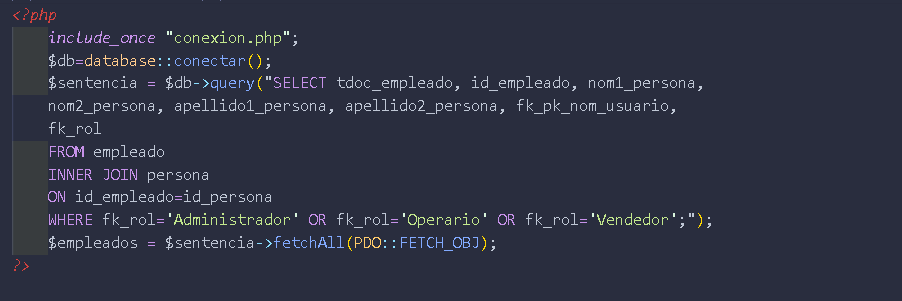 <?php
include_once "conexion.php";
$db=database::conectar();
$sentencia = $db->query("SELECT tdoc_empleado, id_empleado, nom1_persona,
nom2_persona, apellido1_persona, apellido2_persona, fk_pk_nom_usuario,
fk_rol
FROM empleado
INNER JOIN persona
ON id_empleado=id_persona
WHERE fk_rol='Administrador' OR fk_rol='Operario' OR fk_rol='Vendedor';");
$empleados = $sentencia->fetchAll(PDO::FETCH_OBJ);
?>